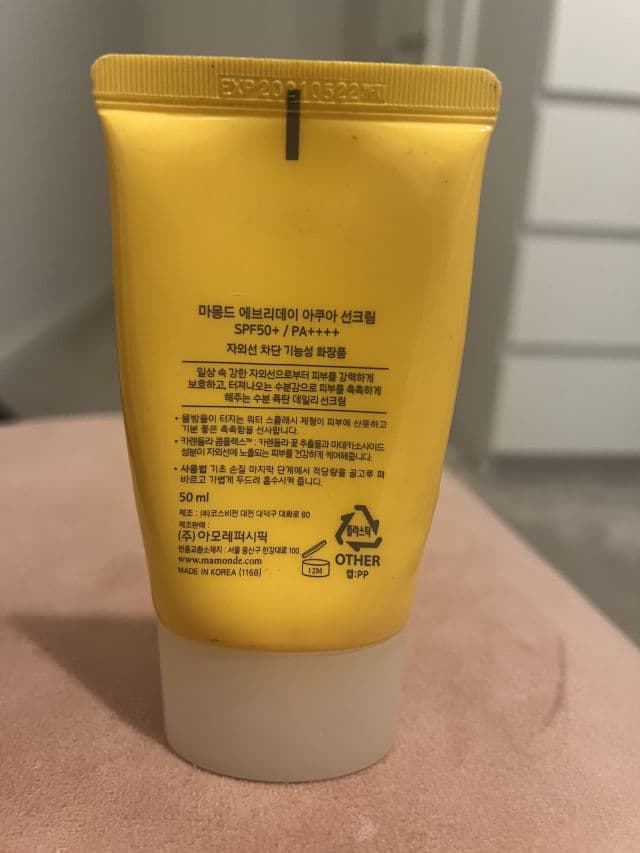 EXP
마몽드 에브리데이 아쿠아 선크림
SPF50+ / PA++++
자외선 차단 기능성 화장품
일상 속 강한 자외선으로부터 피부를 강력하게
보호하고, 터져나오는 수분감으로 피부를 촉촉하게
해주는 수분 폭탄 데일리 선크림
• 물방울이 터지는 워터 스플래시 제형이 피부에 산뜻하고
기분 좋은 촉촉함을 선사합니다.
• 카렌듈라 콤플렉스™ : 카렌듈라 꽃 추출물과 마데카소사이드
성분이 자외선에 노출되는 피부를 건강하게 케어해줍니다.
• 사용법 기초 손질 마지막 단계에서 적당량을 골고루 펴
바르고 가볍게 두드려 흡수시켜 줍니다.
50 ml
제조 : (주)코스비전 대전 대덕구 대화로 80
제조판매 :
(주) 아모레퍼시픽
반품교환소재지 : 서울 용산구 한강대로 100
www.mamonde.com
MADE IN KOREA (1168)
12M
플라스틱
OTHER
캡:PP